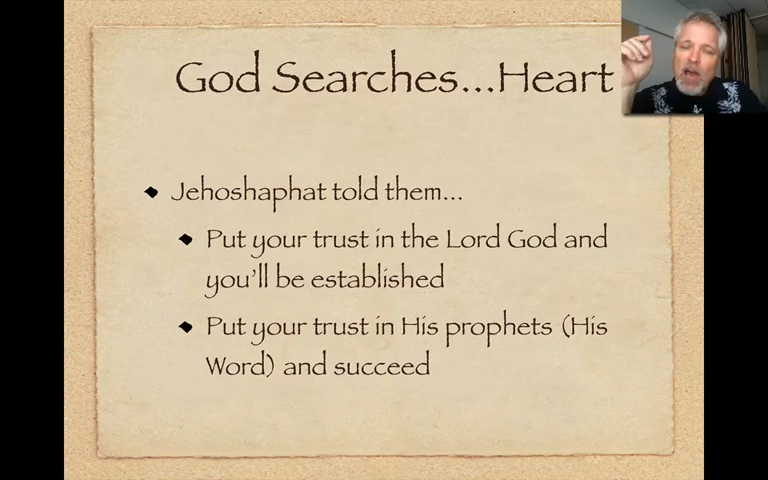 God Searches...Heart
Jehoshaphat told them...
Put your trust in the Lord God and
you'll be established
Put your trust in His prophets (His
Word) and succeed